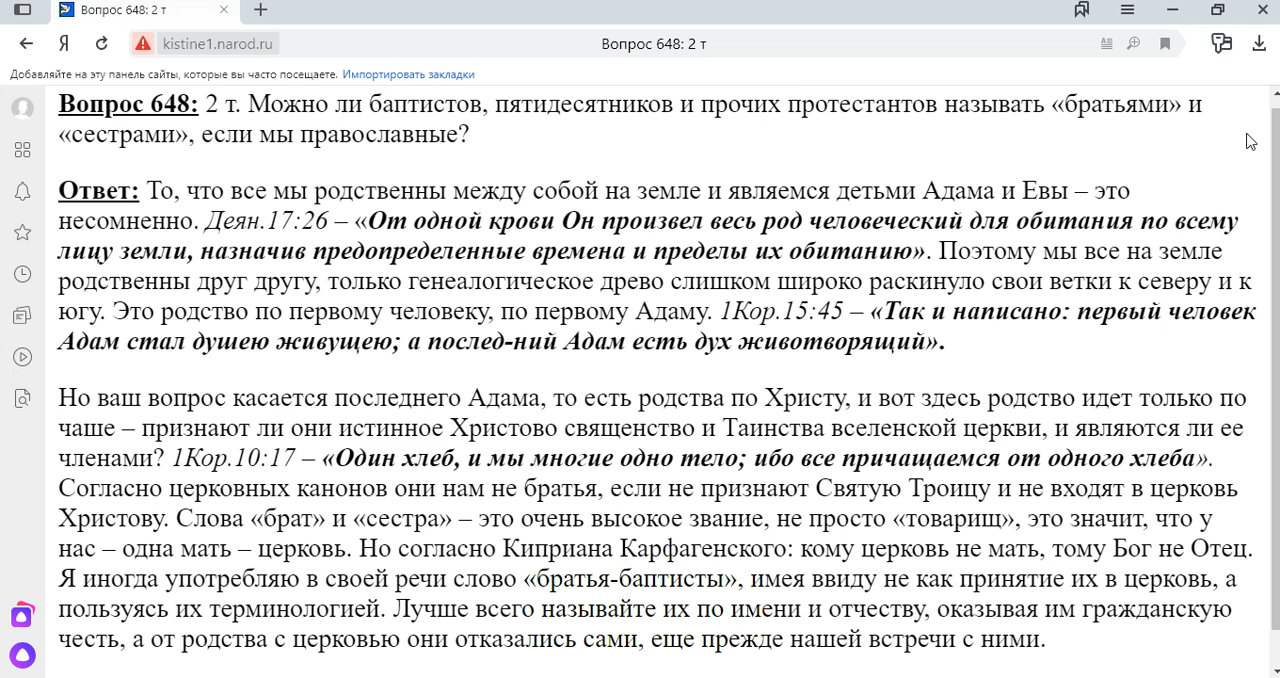 Вопрос 648: 2 т
kistine1.narod.ru
Вопрос 648: 2 т
Добавляйте на эту панель сайты, которые вы часто посещаете. Импортировать закладки
Вопрос 648: 2 т. Можно ли баптистов, пятидесятников и прочих протестантов называть «братьями» и
«сестрами», если мы православные?
Ответ: То, что все мы родственны между собой на земле и являемся детьми Адама и Евы – это
несомненно. Деян.17:26 – «От одной крови Он произвел весь род человеческий для обитания по всему
лицу земли, назначив предопределенные времена и пределы их обитанию». Поэтому мы все на земле
родственны друг другу, только генеалогическое древо слишком широко раскинуло свои ветки к северу и к
югу. Это родство по первому человеку, по первому Адаму. 1Кор.15:45 – «Так и написано: первый человек
Адам стал душею живущею; а послед-ний Адам есть дух животворящий».
Но ваш вопрос касается последнего Адама, то есть родства по Христу, и вот здесь родство идет только по
чаше – признают ли они истинное Христово священство и Таинства вселенской церкви, и являются ли ее
членами? 1Кор.10:17 – «Один хлеб, и мы многие одно тело; ибо все причащаемся от одного хлеба».
Согласно церковных канонов они нам не братья, если не признают Святую Троицу и не входят в церковь
Христову. Слова «брат» и «сестра» – это очень высокое звание, не просто «товарищ», это значит, что у
нас – одна мать – церковь. Но согласно Киприана Карфагенского: кому церковь не мать, тому Бог не Отец.
Я иногда употребляю в своей речи слово «братья-баптисты», имея ввиду не как принятие их в церковь, а
пользуясь их терминологией. Лучше всего называйте их по имени и отчеству, оказывая им гражданскую
честь, а от родства с церковью они отказались сами, еще прежде нашей встречи с ними.